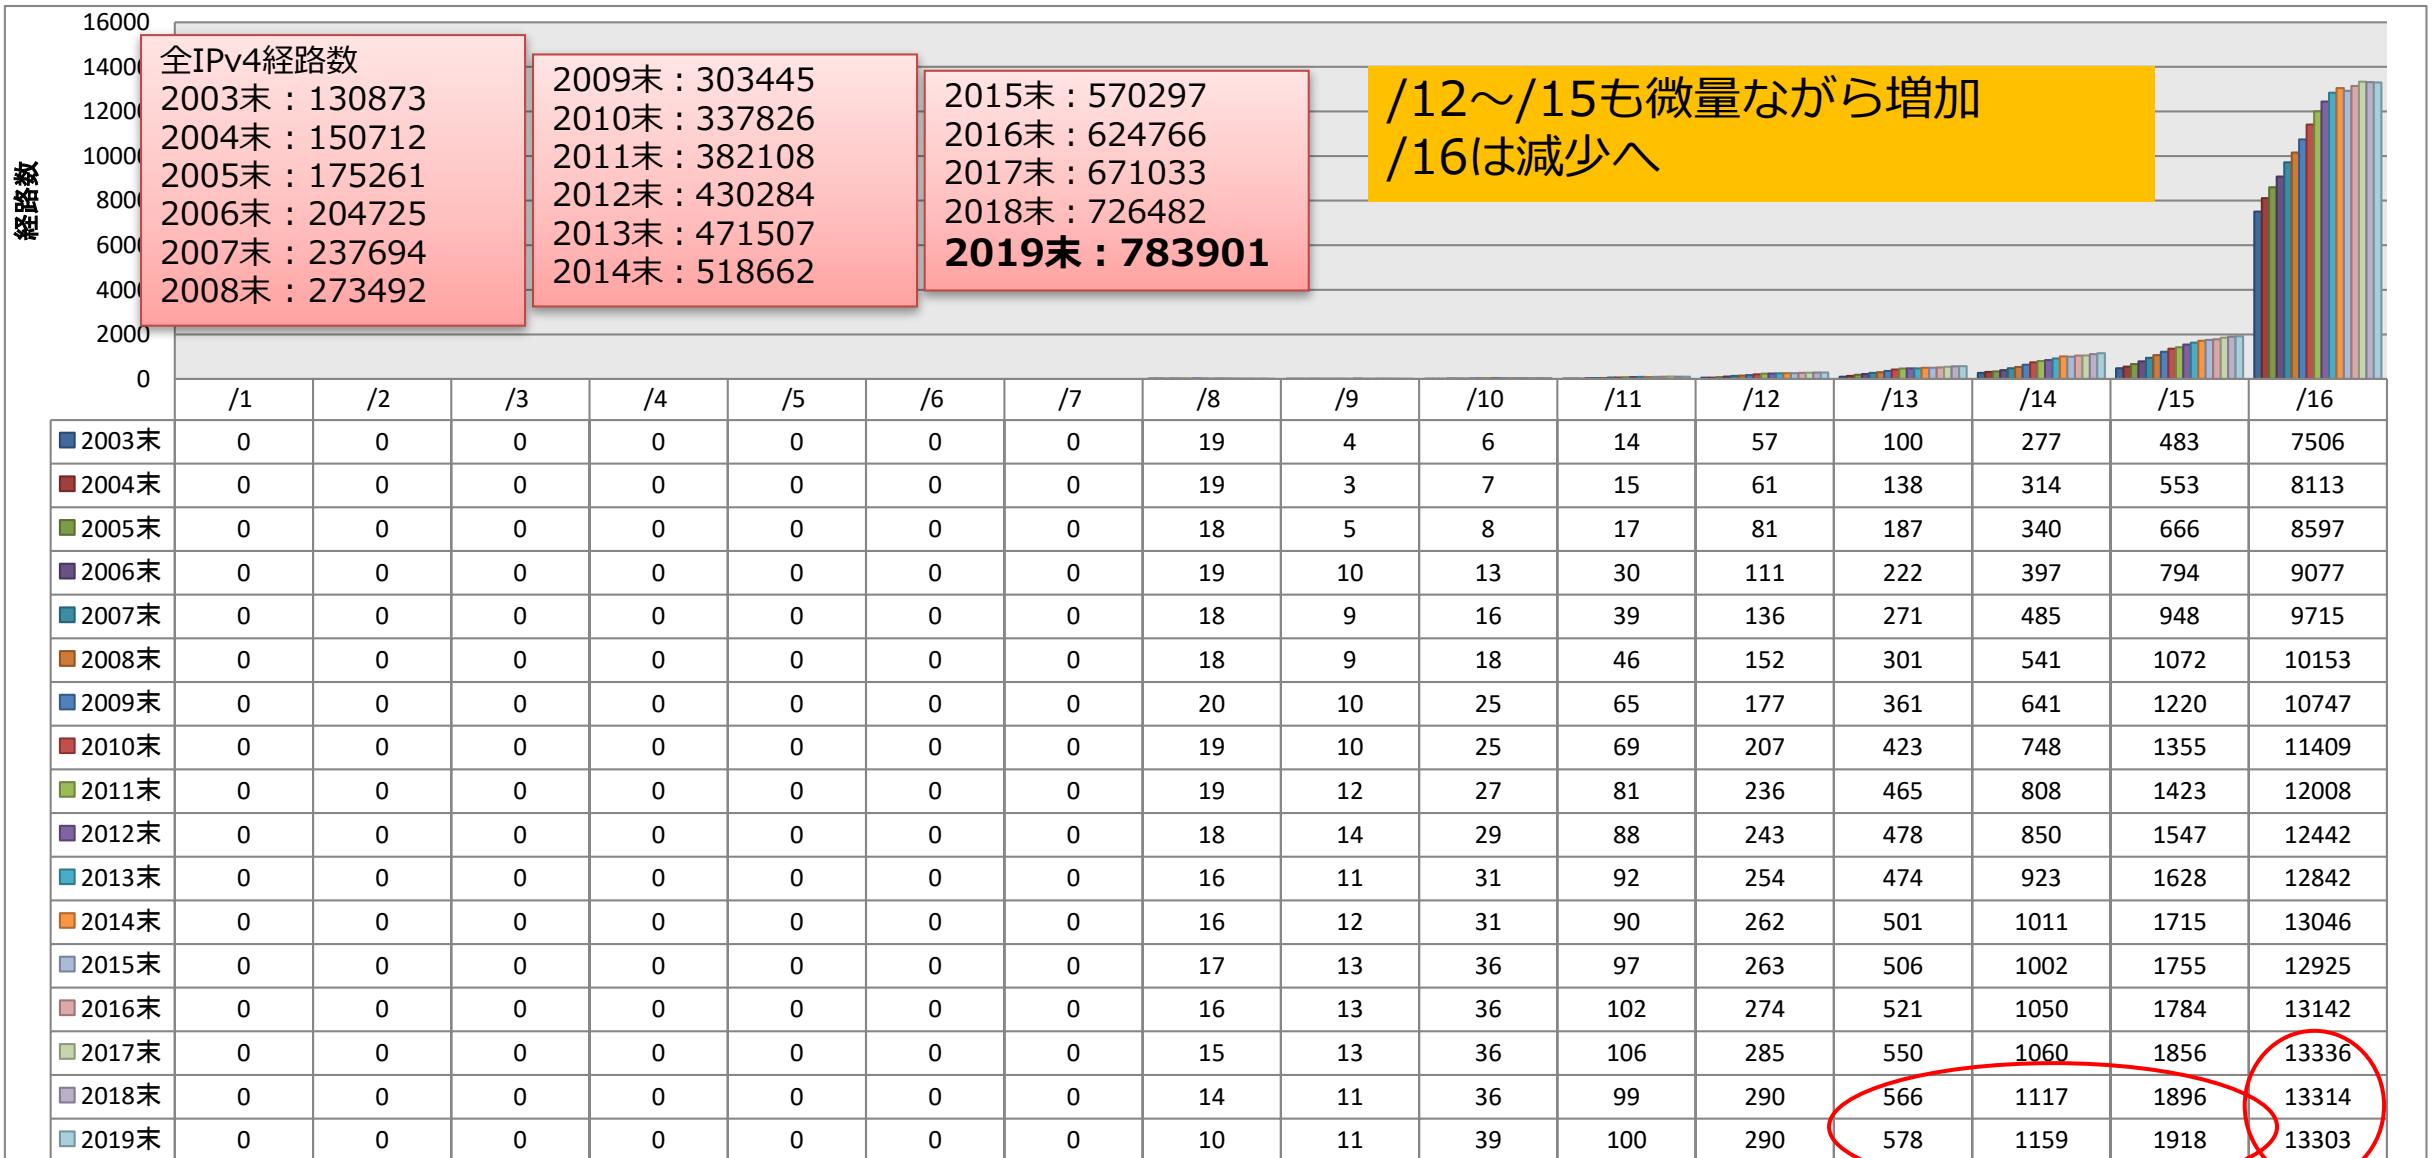 経路数
16000
14000
12000
10000
8000
6000
4000
2000
0
全IPv4経路数
2003末：130873
2004末：150712
2005末：175261
2006末：204725
2007末：237694
2008末：273492
2009末：303445
2010末：337826
2011末：382108
2012末：430284
2013末：471507
2014末：518662
2015末：570297
2016末：624766
2017末：671033
2018末：726482
2019末：783901
/12～/15も微量ながら増加
/16は減少へ
/1 /2 /3 /4 /5 /6 /7 /8 /9 /10 /11 /12 /13 /14 /15 /16
2003末 0 0 0 0 0 0 0 19 4 6 14 57 100 277 483 7506
2004末 0 0 0 0 0 0 0 19 3 7 15 61 138 314 553 8113
2005末 0 0 0 0 0 0 0 18 5 8 17 81 187 340 666 8597
2006末 0 0 0 0 0 0 0 19 10 13 30 111 222 397 794 9077
2007末 0 0 0 0 0 0 0 18 9 16 39 136 271 485 948 9715
2008末 0 0 0 0 0 0 0 18 9 18 46 152 301 541 1072 10153
2009末 0 0 0 0 0 0 0 20 10 25 65 177 361 641 1220 10747
2010末 0 0 0 0 0 0 0 19 10 25 69 207 423 748 1355 11409
2011末 0 0 0 0 0 0 0 19 12 27 81 236 465 808 1423 12008
2012末 0 0 0 0 0 0 0 18 14 29 88 243 478 850 1547 12442
2013末 0 0 0 0 0 0 0 16 11 31 92 254 474 923 1628 12842
2014末 0 0 0 0 0 0 0 16 12 31 90 262 501 1011 1715 13046
2015末 0 0 0 0 0 0 0 17 13 36 97 263 506 1002 1755 12925
2016末 0 0 0 0 0 0 0 16 13 36 102 274 521 1050 1784 13142
2017末 0 0 0 0 0 0 0 15 13 36 106 285 550 1060 1856 13336
2018末 0 0 0 0 0 0 0 14 11 36 99 290 566 1117 1896 13314
2019末 0 0 0 0 0 0 0 10 11 39 100 290 578 1159 1918 13303